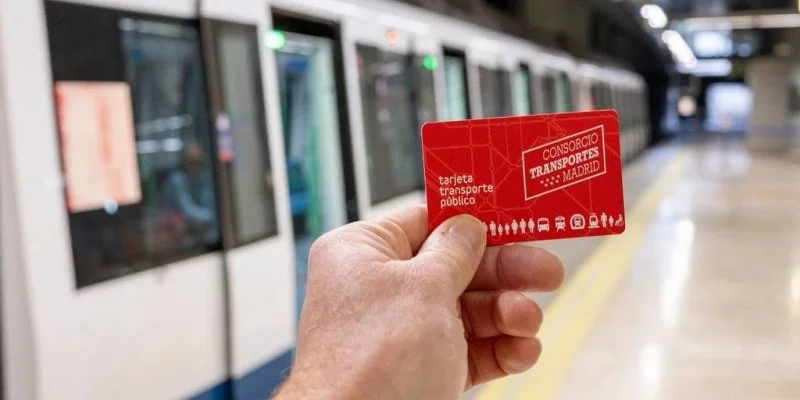 tarjeta
transporte
público
CONSORCIO
TRANSPORTES
MADRID